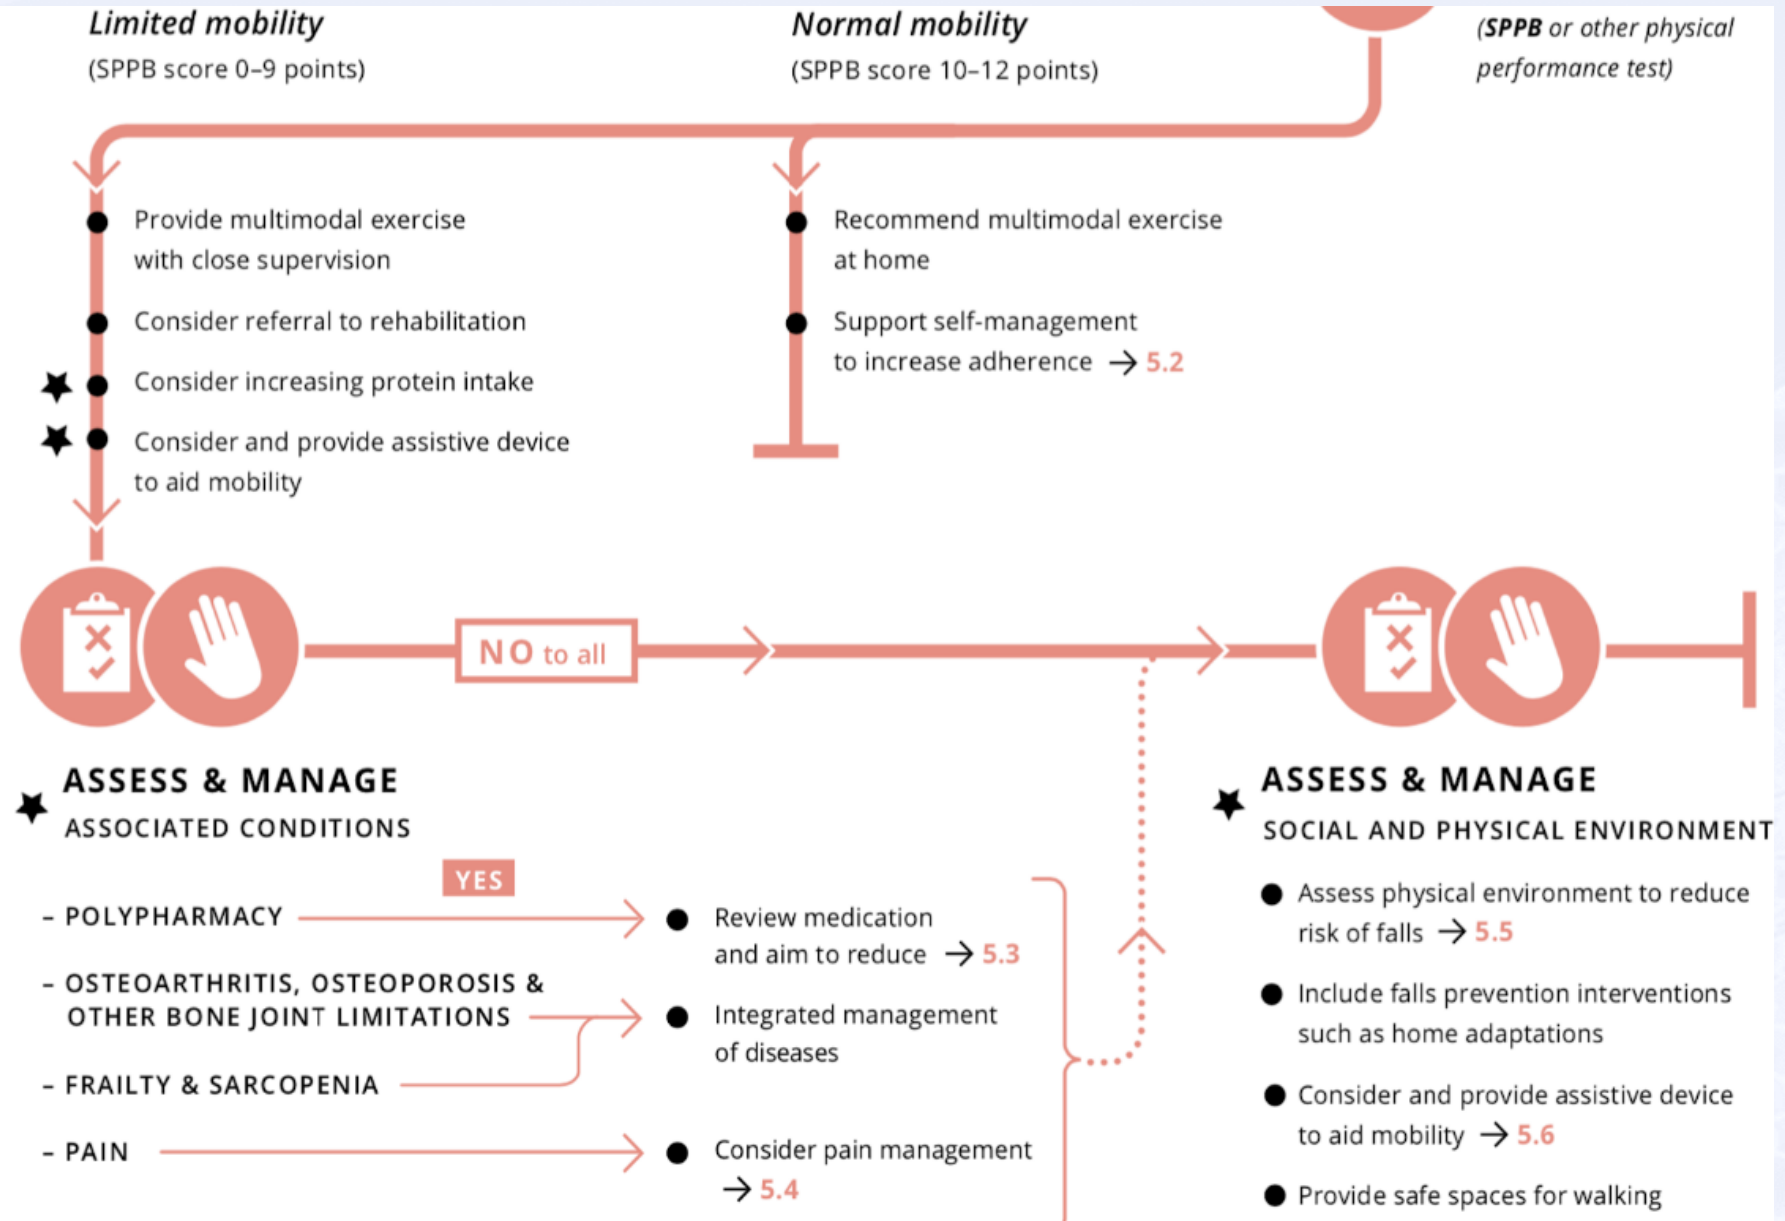 Limited mobility
(SPPB score 0–9 points)
Normal mobility
(SPPB score 10–12 points)
(SPPB or other physical
performance test)
Provide multimodal exercise
with close supervision
Consider referral to rehabilitation
Consider increasing protein intake
Consider and provide assistive device
to aid mobility
Recommend multimodal exercise
at home
Support self-management
to increase adherence → 5.2
NO to all
ASSESS & MANAGE
ASSOCIATED CONDITIONS
YES
– POLYPHARMACY
– OSTEOARTHRITIS, OSTEOPOROSIS &
OTHER BONE JOINT LIMITATIONS
– FRAILTY & SARCOPENIA
– PAIN
Review medication
and aim to reduce → 5.3
Integrated management
of diseases
Consider pain management
→ 5.4
ASSESS & MANAGE
SOCIAL AND PHYSICAL ENVIRONMENT
Assess physical environment to reduce
risk of falls → 5.5
Include falls prevention interventions
such as home adaptations
Consider and provide assistive device
to aid mobility → 5.6
Provide safe spaces for walking